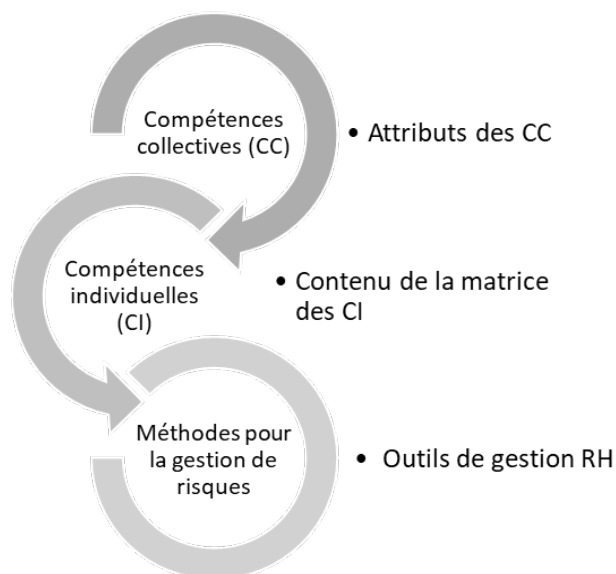 Compétences
collectives (CC)
• Attributs des CC
Compétences
individuelles
(CI)
• Contenu de la matrice
des CI
Méthodes pour
la gestion de
risques
• Outils de gestion RH